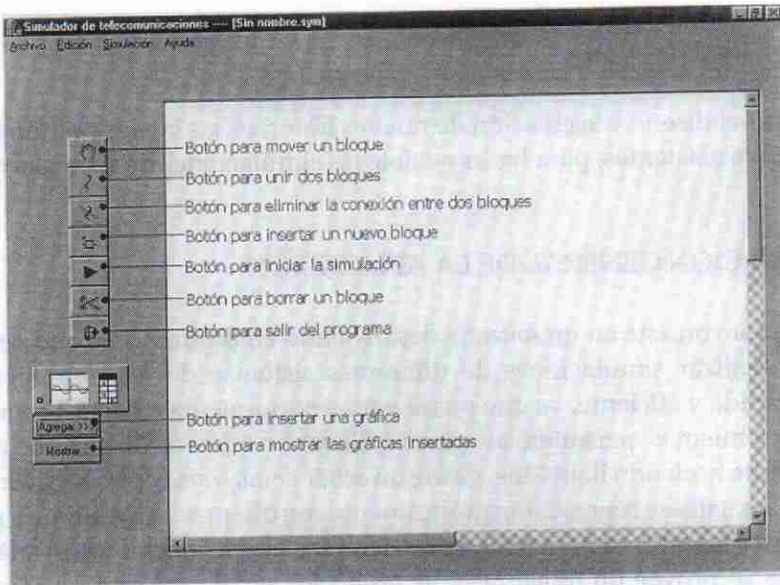 Simulador de telecomunicaciones ---- [Sin nombre.sym]
Archivo Edición Simulación Ayuda
Botón para mover un bloque
Botón para unir dos bloques
Botón para eliminar la conexión entre dos bloques
Botón para insertar un nuevo bloque
Botón para iniciar la simulación
Botón para borrar un bloque
Botón para salir del programa
Agregar >>
Botón para insertar una gráfica
Mostrar
Botón para mostrar las gráficas insertadas